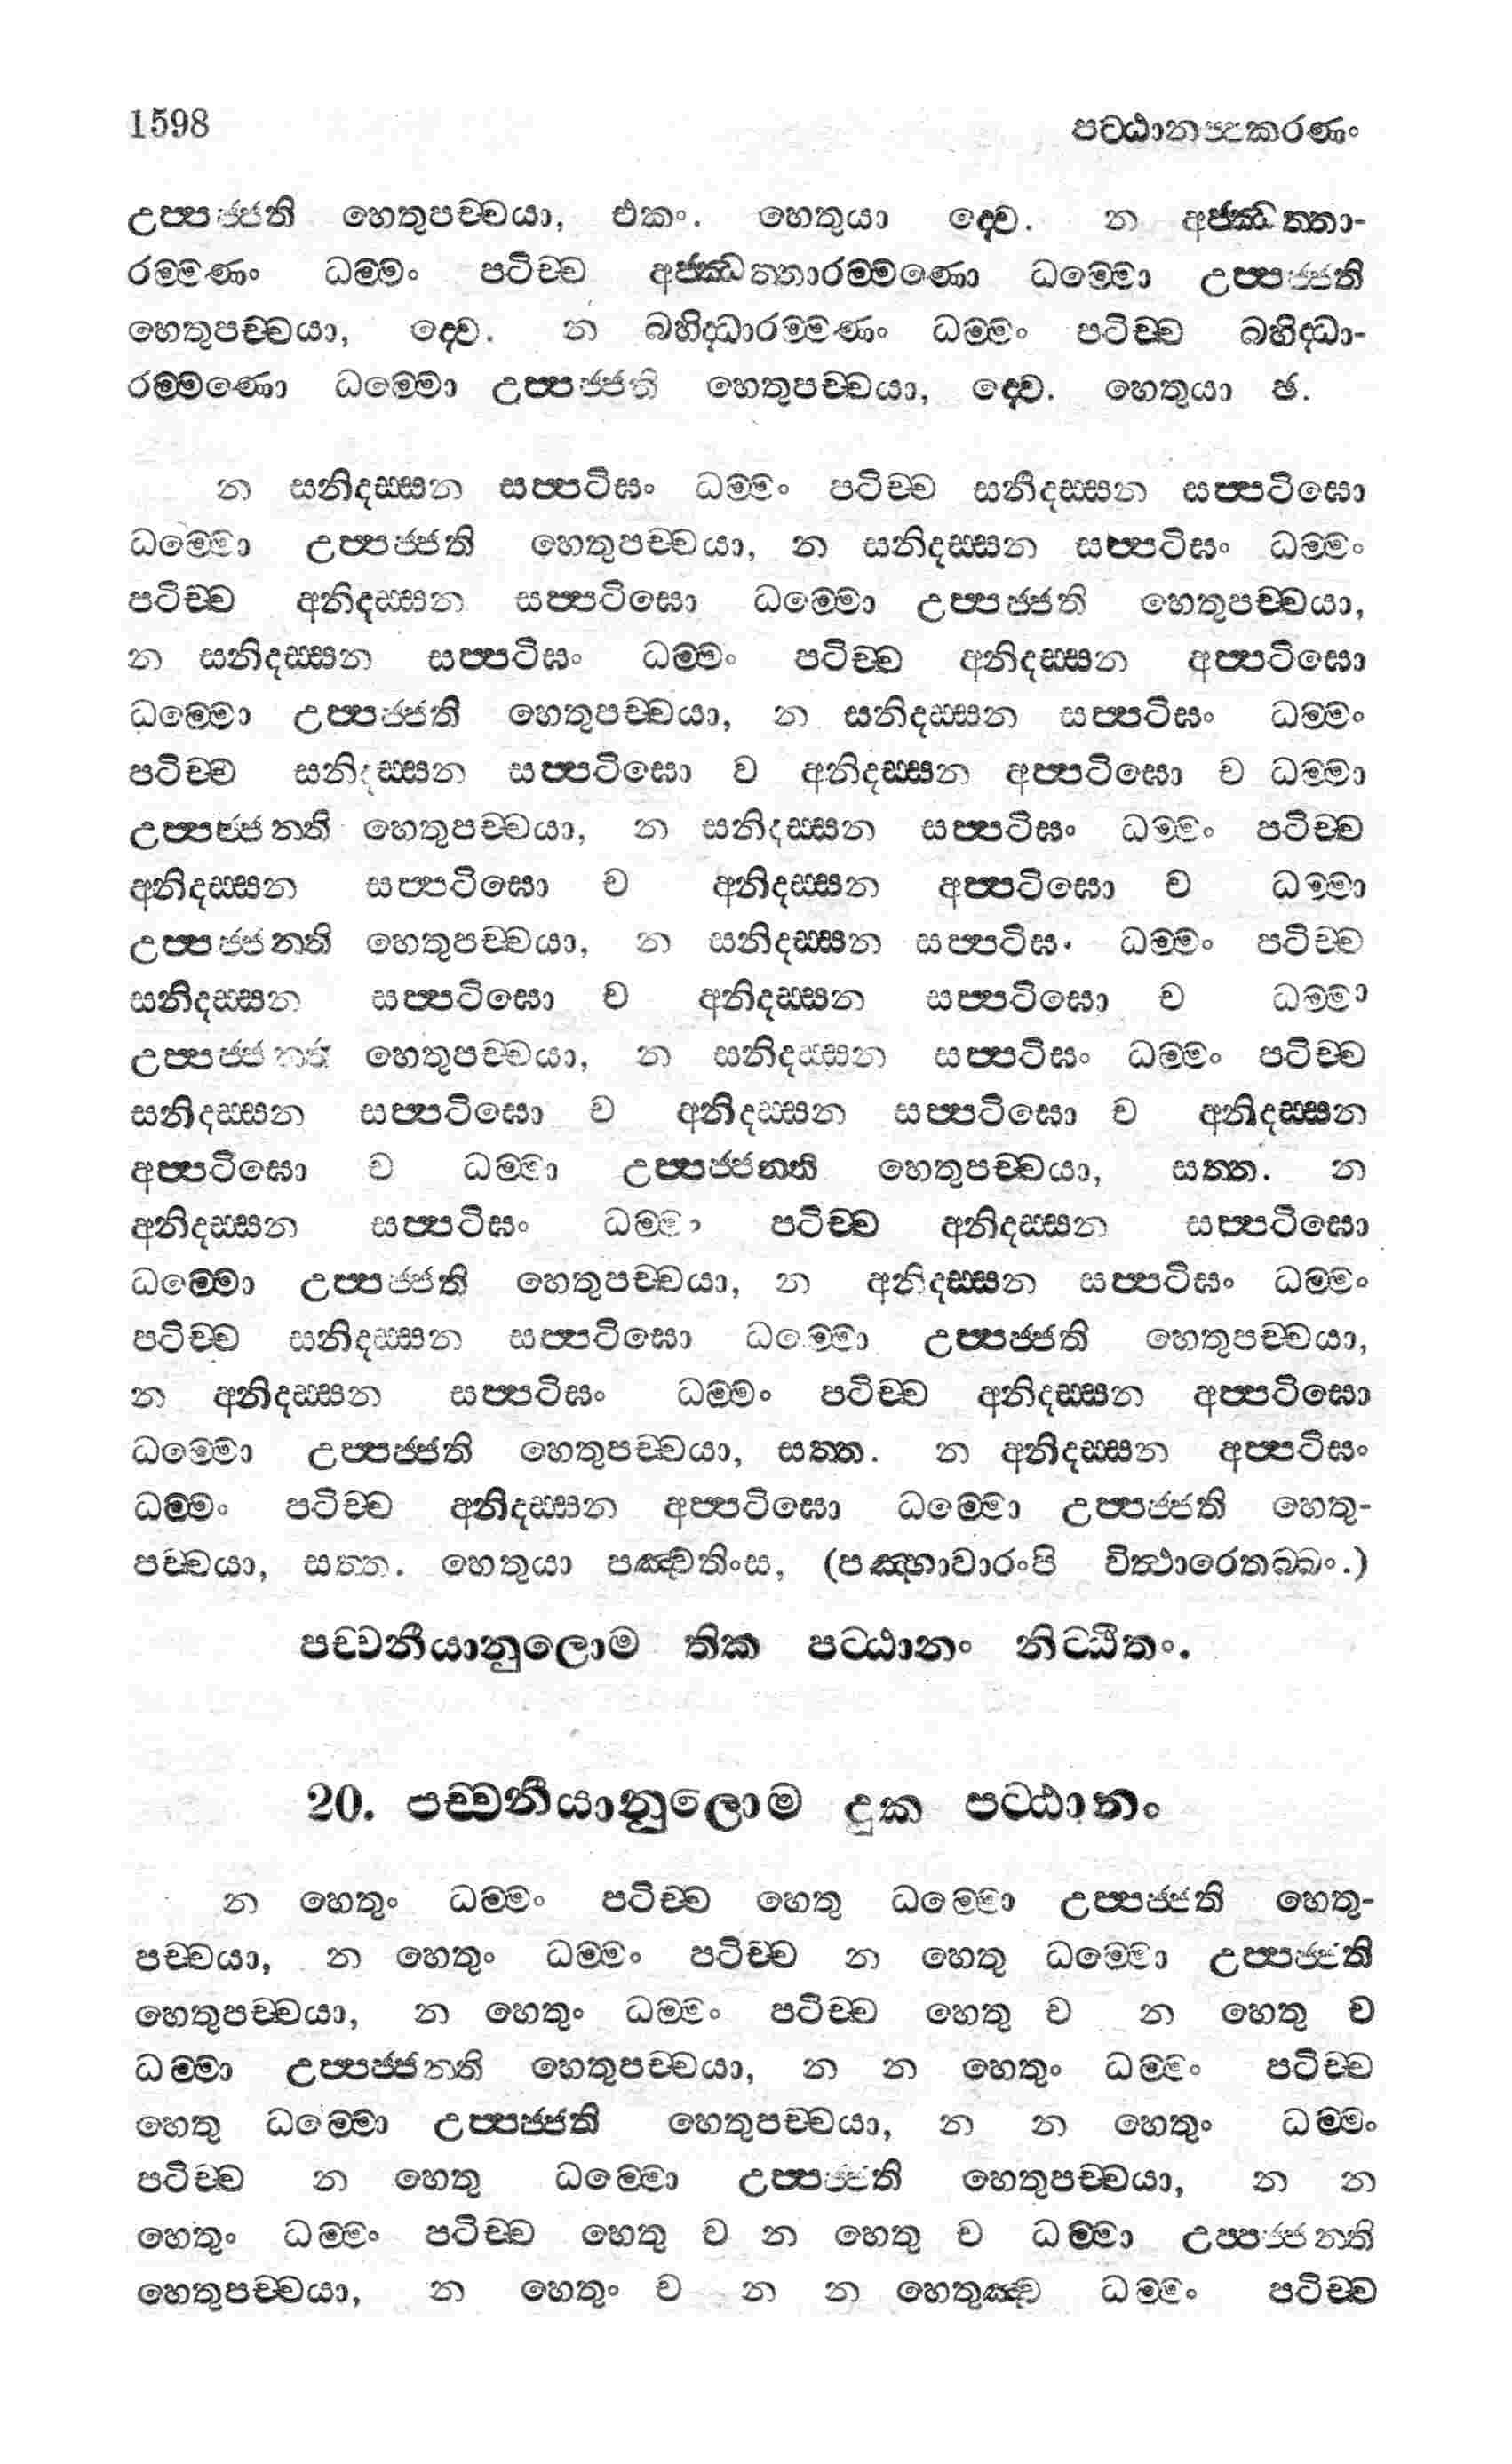 1598 පට්ඨානප්පකරණං
උප්පජ්ජති හෙතුපච්චයා, එකං. හෙතුයා ද්වෙ. න අජ්ඣත්තා-
රම්මණං ධම්මං පටිච්ච අජ්ඣත්තාරම්මණො ධම්මො උප්පජ්ජති
හෙතුපච්චයා, ද්වෙ. න බහිද්ධාරම්මණං ධම්මං පටිච්ච බහිද්ධා-
රම්මණො ධම්මො උප්පජ්ජති හෙතුපච්චයා, ද්වෙ. හෙතුයා ඡ.
න සනිදස්සන සප්පටිඝං ධම්මං පටිච්ච සනිදස්සන සප්පටිඝො
ධම්මො උප්පජ්ජති හෙතුපච්චයා, න සනිදස්සන සප්පටිඝං ධම්මං
පටිච්ච අනිදස්සන සප්පටිඝො ධම්මො උප්පජ්ජති හෙතුපච්චයා,
න සනිදස්සන සප්පටිඝං ධම්මං පටිච්ච අනිදස්සන අප්පටිඝො
ධම්මො උප්පජ්ජති හෙතුපච්චයා, න සනිදස්සන සප්පටිඝං ධම්මං
පටිච්ච සනිදස්සන සප්පටිඝො ච අනිදස්සන අප්පටිඝො ච ධම්මා
උප්පජ්ජන්ති හෙතුපච්චයා, න සනිදස්සන සප්පටිඝං ධම්මං පටිච්ච
අනිදස්සන සප්පටිඝො ච අනිදස්සන අප්පටිඝො ච ධම්මා
උප්පජ්ජන්ති හෙතුපච්චයා, න සනිදස්සන සප්පටිඝං ධම්මං පටිච්ච
සනිදස්සන සප්පටිඝො ච අනිදස්සන සප්පටිඝො ච ධම්මා
උප්පජ්ජන්ති හෙතුපච්චයා, න සනිදස්සන සප්පටිඝං ධම්මං පටිච්ච
සනිදස්සන සප්පටිඝො ච අනිදස්සන සප්පටිඝො ච අනිදස්සන
අප්පටිඝො ච ධම්මා උප්පජ්ජන්ති හෙතුපච්චයා, සත්ත. න
අනිදස්සන සප්පටිඝං ධම්මා පටිච්ච අනිදස්සන සප්පටිඝො
ධම්මො උප්පජ්ජති හෙතුපච්චයා, න අනිදස්සන සප්පටිඝං ධම්මං
පටිච්ච සනිදස්සන සප්පටිඝො ධම්මො උප්පජ්ජති හෙතුපච්චයා,
න අනිදස්සන සප්පටිඝං ධම්මං පටිච්ච අනිදස්සන අප්පටිඝො
ධම්මො උප්පජ්ජති හෙතුපච්චයා, සත්ත. න අනිදස්සන අප්පටිඝං
ධම්මං පටිච්ච අනිදස්සන අප්පටිඝො ධම්මො උප්පජ්ජති හෙතු-
පච්චයා, සත්ත. හෙතුයා පඤ්චතිංස, (පඤ්හාවාරංපි විත්ථාරෙතබ්බං.)
පච්චනීයානුලොම තික පට්ඨානං නිට්ඨිතං.
20. පච්චනීයානුලොම දුක පට්ඨානං
න හෙතුං ධම්මං පටිච්ච හෙතු ධම්මො උප්පජ්ජති හෙතු-
පච්චයා, න හෙතුං ධම්මං පටිච්ච න හෙතු ධම්මො උප්පජ්ජති
හෙතුපච්චයා, න හෙතුං ධම්මං පටිච්ච හෙතු ච න හෙතු ච
ධම්මා උප්පජ්ජන්ති හෙතුපච්චයා, න න හෙතුං ධම්මං පටිච්ච
හෙතු ධම්මො උප්පජ්ජති හෙතුපච්චයා, න න හෙතුං ධම්මං
පටිච්ච න හෙතු ධම්මො උප්පජ්ජති හෙතුපච්චයා, න න
හෙතුං ධම්මං පටිච්ච හෙතු ච න හෙතු ච ධම්මා උප්පජ්ජන්ති
හෙතුපච්චයා, න හෙතුං ච න න හෙතුඤ්ච ධම්මං පටිච්ච